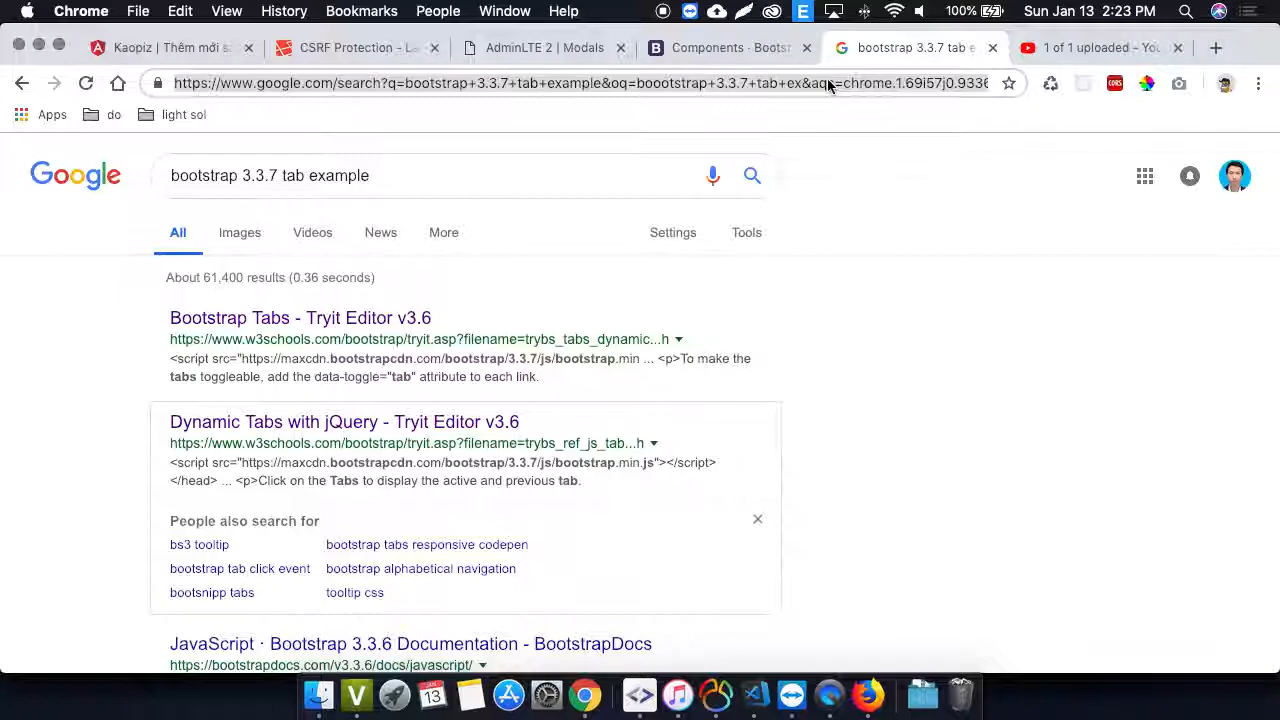 Chrome File Edit View History Bookmarks People Window Help 100% Sun Jan 13 2:23 PM
Kaopiz | Thêm mới s
CSRF Protection - La
AdminLTE 2 | Modals
Components · Bootst
bootstrap 3.3.7 tab e
1 of 1 uploaded - You
https://www.google.com/search?q=bootstrap+3.3.7+tab+example&oq=boootstrap+3.3.7+tab+ex&aqs=chrome.1.69i57j0.9336
CORS
Apps do light sol
Google
bootstrap 3.3.7 tab example
All Images Videos News More Settings Tools
About 61,400 results (0.36 seconds)
Bootstrap Tabs - Tryit Editor v3.6
https://www.w3schools.com/bootstrap/tryit.asp?filename=trybs_tabs_dynamic...h
<script src="https://maxcdn.bootstrapcdn.com/bootstrap/3.3.7/js/bootstrap.min ... <p>To make the
tabs toggleable, add the data-toggle="tab" attribute to each link.
Dynamic Tabs with jQuery - Tryit Editor v3.6
https://www.w3schools.com/bootstrap/tryit.asp?filename=trybs_ref_js_tab...h
<script src="https://maxcdn.bootstrapcdn.com/bootstrap/3.3.7/js/bootstrap.min.js"></script>
</head> ... <p>Click on the Tabs to display the active and previous tab.
People also search for
bs3 tooltip bootstrap tabs responsive codepen
bootstrap tab click event bootstrap alphabetical navigation
bootsnipp tabs tooltip css
JavaScript · Bootstrap 3.3.6 Documentation - BootstrapDocs
https://bootstrapdocs.com/v3.3.6/docs/javascript/